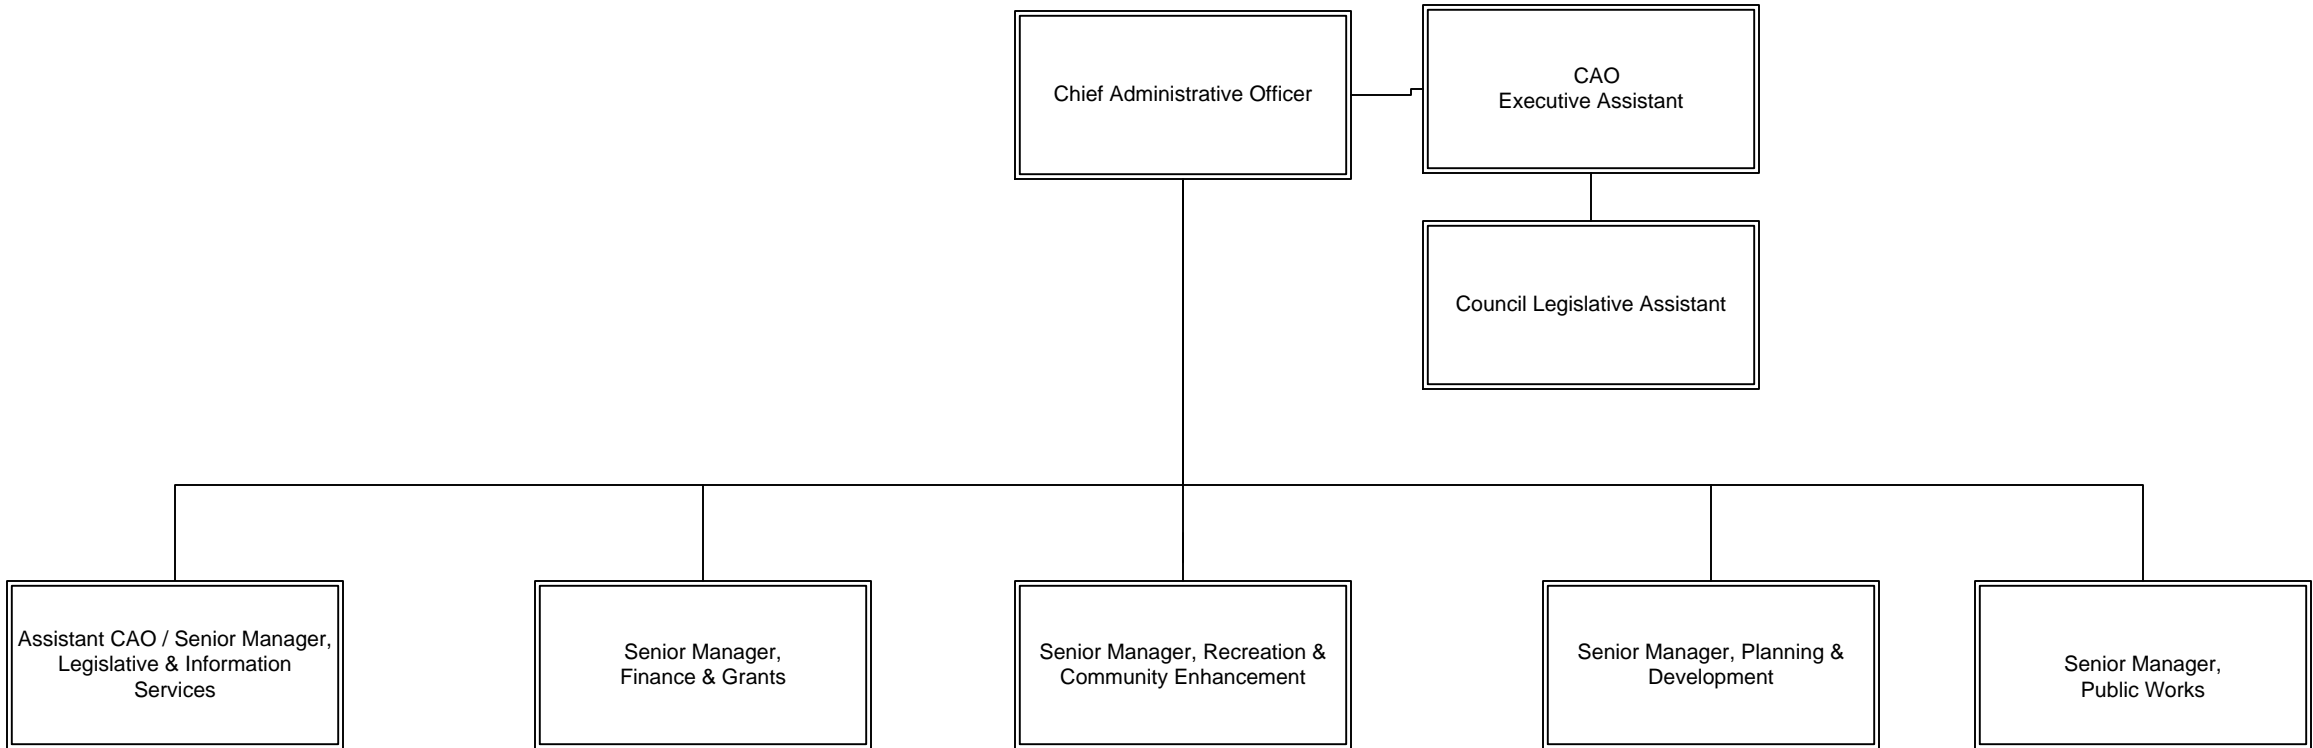 Chief Administrative Officer
CAO
Executive Assistant
Council Legislative Assistant
Assistant CAO / Senior Manager,
Legislative & Information
Services
Senior Manager,
Finance & Grants
Senior Manager, Recreation &
Community Enhancement
Senior Manager, Planning &
Development
Senior Manager,
Public Works